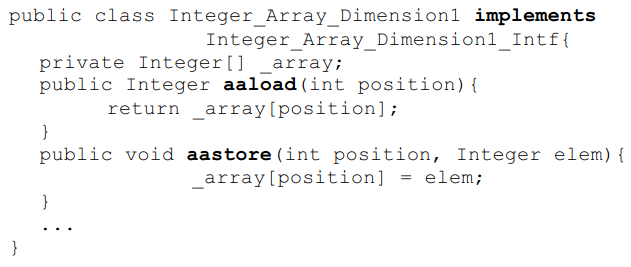 public class Integer_Array_Dimension1 implements
Integer_Array_Dimension1_Intf{
private Integer[] _array;
public Integer aaload(int position){
return _array[position];
}
public void aastore(int position, Integer elem){
_array[position] = elem;
}
...
}